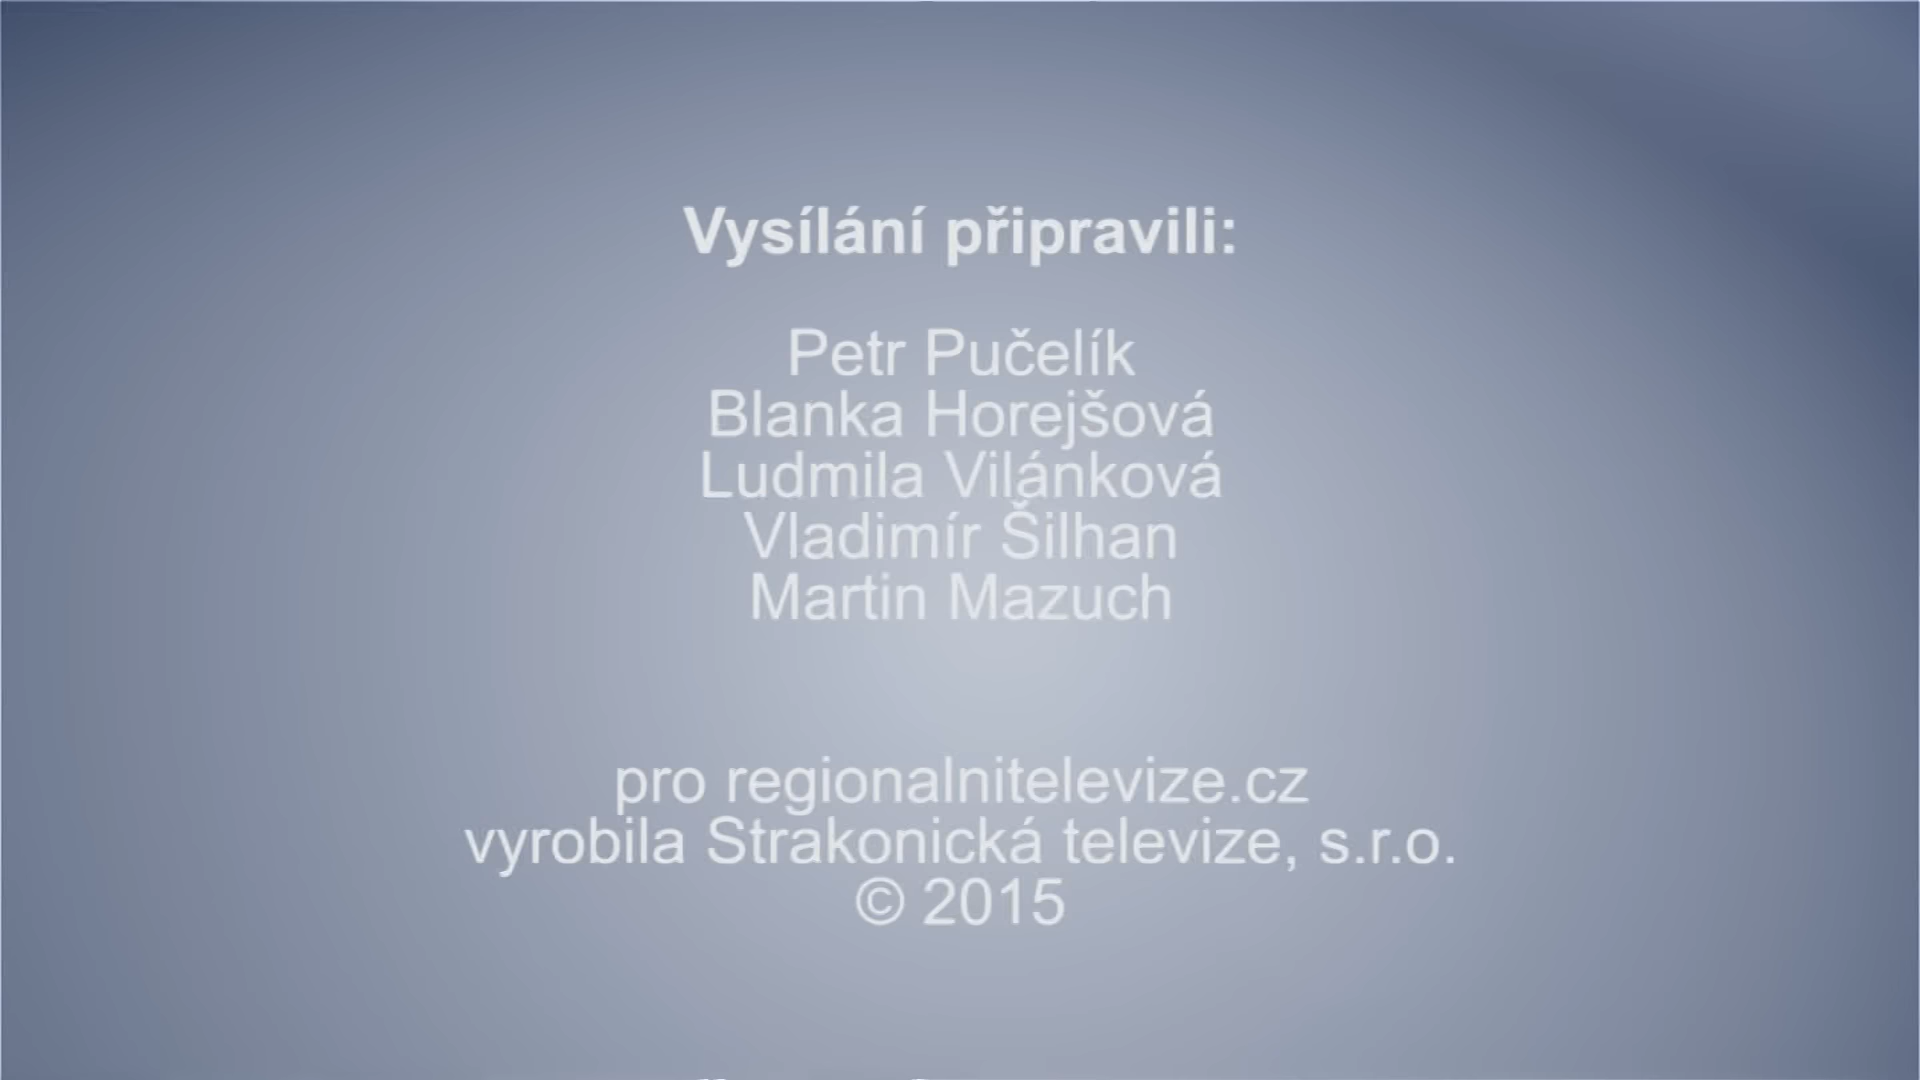 Vysílání připravili:
Petr Pučelík
Blanka Horejšová
Ludmila Vilánková
Vladimír Šilhan
Martin Mazuch
pro regionalnitelevize.cz
vyrobila Strakonická televize, s.r.o.
© 2015